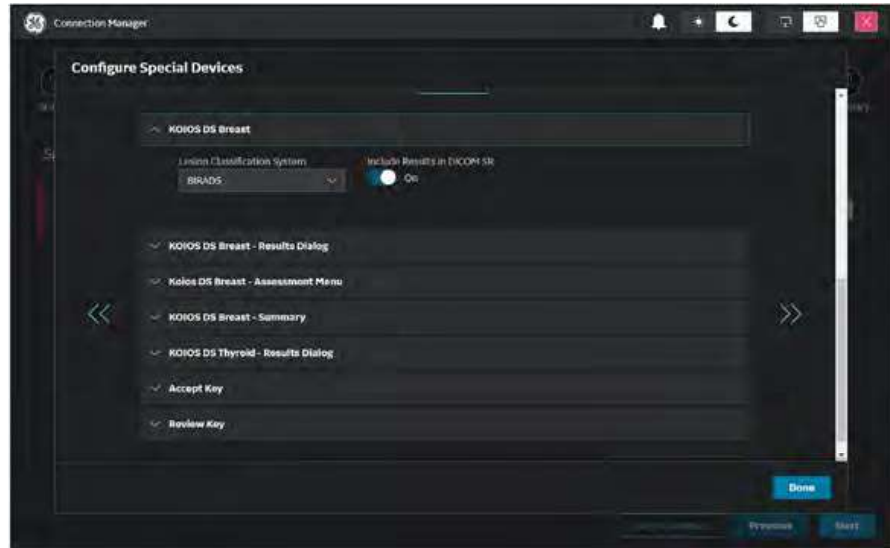 Connection Manager
Configure Special Devices
KOIOS DS Breast
Lesion Classification System
Include Results in DICOM SR
BIRADS
On
KOIOS DS Breast - Results Dialog
Koios DS Breast - Assessment Menu
KOIOS DS Breast - Summary
KOIOS DS Thyroid - Results Dialog
Accept Key
Review Key
Done
Previous
Start